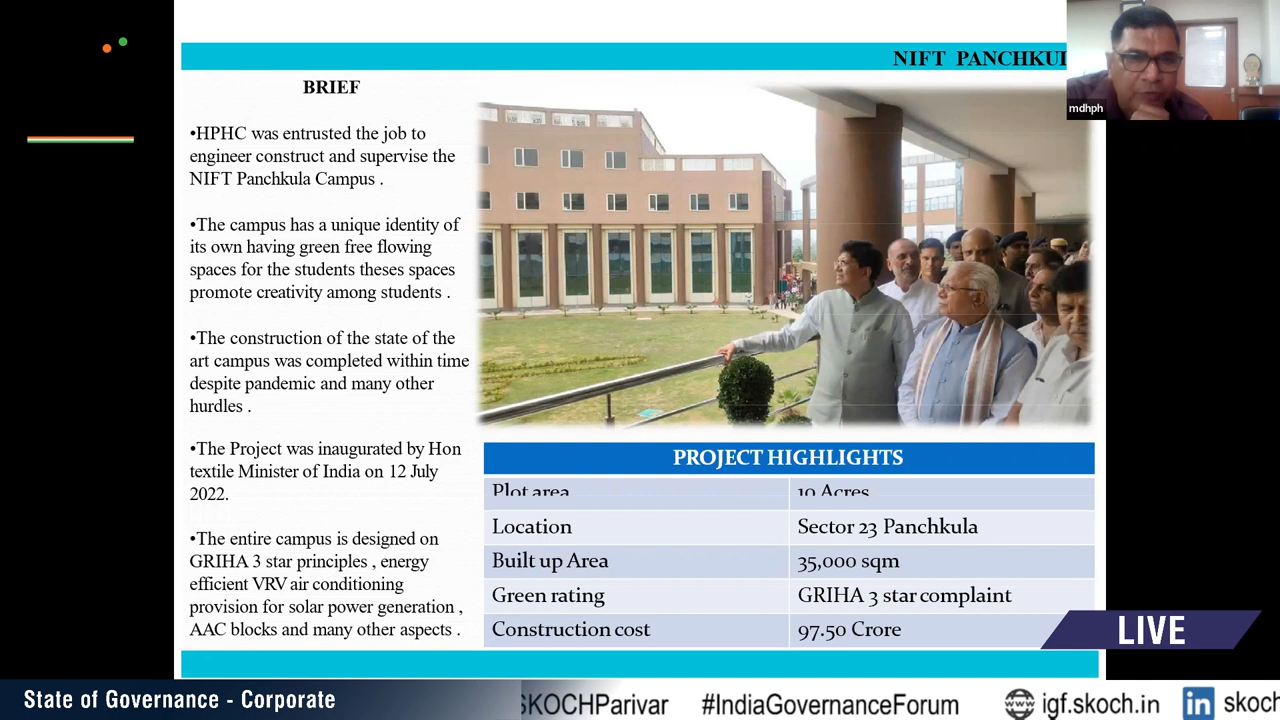 NIFT PANCHKU
mdhph
BRIEF
•HPHC was entrusted the job to
engineer construct and supervise the
NIFT Panchkula Campus .
•The campus has a unique identity of
its own having green free flowing
spaces for the students theses spaces
promote creativity among students .
•The construction of the state of the
art campus was completed within time
despite pandemic and many other
hurdles .
•The Project was inaugurated by Hon
textile Minister of India on 12 July
2022.
•The entire campus is designed on
GRIHA 3 star principles , energy
efficient VRV air conditioning
provision for solar power generation ,
AAC blocks and many other aspects .
PROJECT HIGHLIGHTS
Plot area 10 Acres
Location Sector 23 Panchkula
Built up Area 35,000 sqm
Green rating GRIHA 3 star complaint
Construction cost 97.50 Crore
LIVE
State of Governance - Corporate
SKOCHParivar #IndiaGovernanceForum igf.skoch.in in skoch